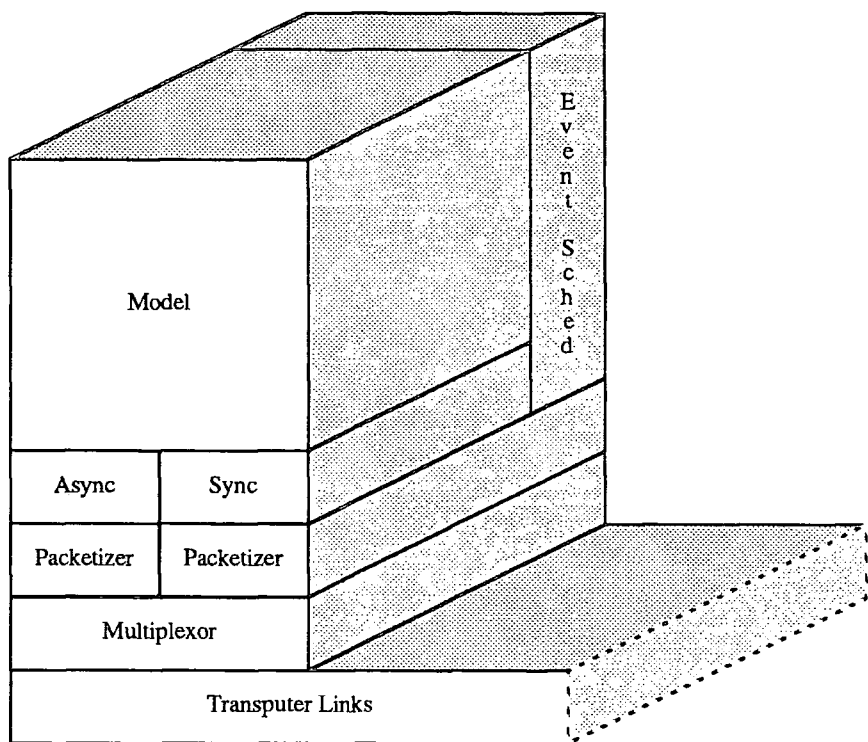 Event Sched
Model
Async Sync
Packetizer Packetizer
Multiplexor
Transputer Links